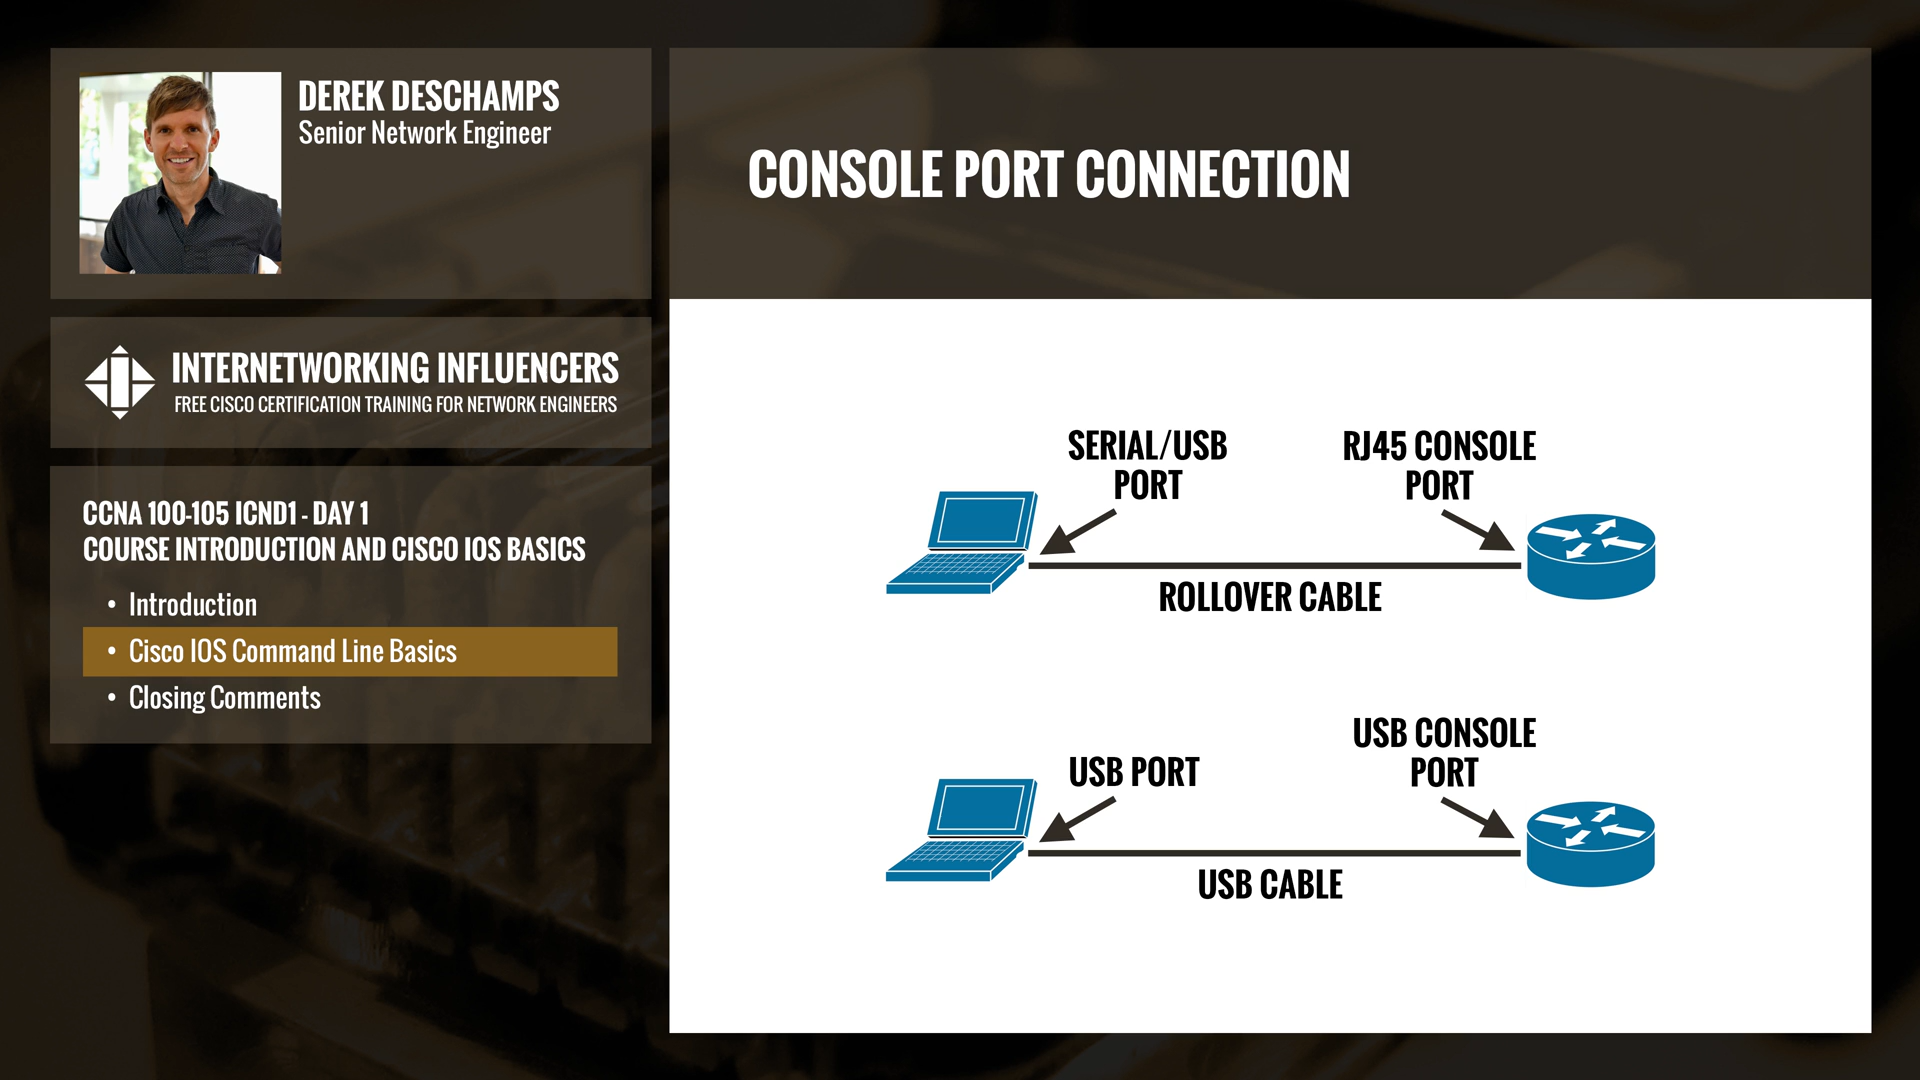 DEREK DESCHAMPS
Senior Network Engineer
INTERNETWORKING INFLUENCERS
FREE CISCO CERTIFICATION TRAINING FOR NETWORK ENGINEERS
CCNA 100-105 ICND1 - DAY 1
COURSE INTRODUCTION AND CISCO IOS BASICS
• Introduction
• Cisco IOS Command Line Basics
• Closing Comments
CONSOLE PORT CONNECTION
SERIAL/USB
PORT
RJ45 CONSOLE
PORT
ROLLOVER CABLE
USB PORT
USB CONSOLE
PORT
USB CABLE